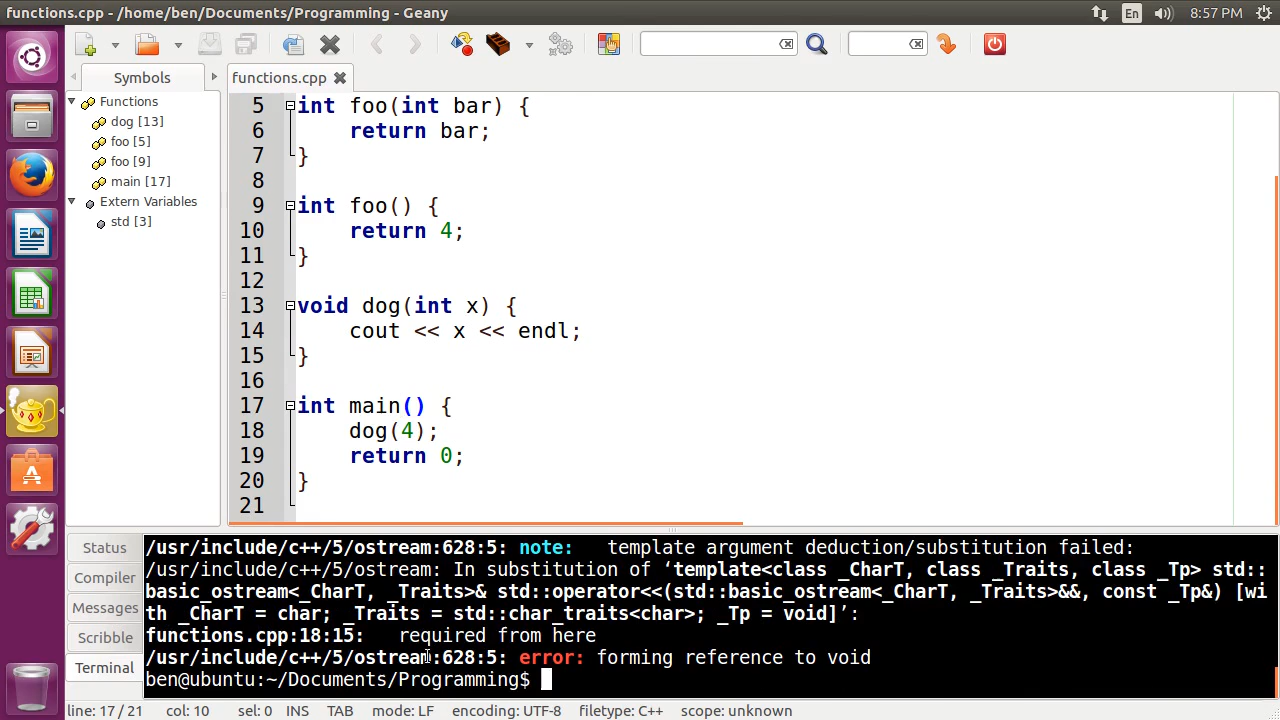 functions.cpp - /home/ben/Documents/Programming - Geany
En
8:57 PM
Symbols
functions.cpp
Functions
dog [13]
foo [5]
foo [9]
main [17]
Extern Variables
std [3]
5 int foo(int bar) {
6 return bar;
7 }
8
9 int foo() {
10 return 4;
11 }
12
13 void dog(int x) {
14 cout << x << endl;
15 }
16
17 int main() {
18 dog(4);
19 return 0;
20 }
21
Status
Compiler
Messages
Scribble
Terminal
/usr/include/c++/5/ostream:628:5: note:   template argument deduction/substitution failed:
/usr/include/c++/5/ostream: In substitution of ‘template<class _CharT, class _Traits, class _Tp> std::
basic_ostream<_CharT, _Traits>& std::operator<<(std::basic_ostream<_CharT, _Traits>&&, const _Tp&) [wi
th _CharT = char; _Traits = std::char_traits<char>; _Tp = void]’:
functions.cpp:18:15:   required from here
/usr/include/c++/5/ostream:628:5: error: forming reference to void
ben@ubuntu:~/Documents/Programming$
line: 17 / 21 col: 10 sel: 0 INS TAB mode: LF encoding: UTF-8 filetype: C++ scope: unknown